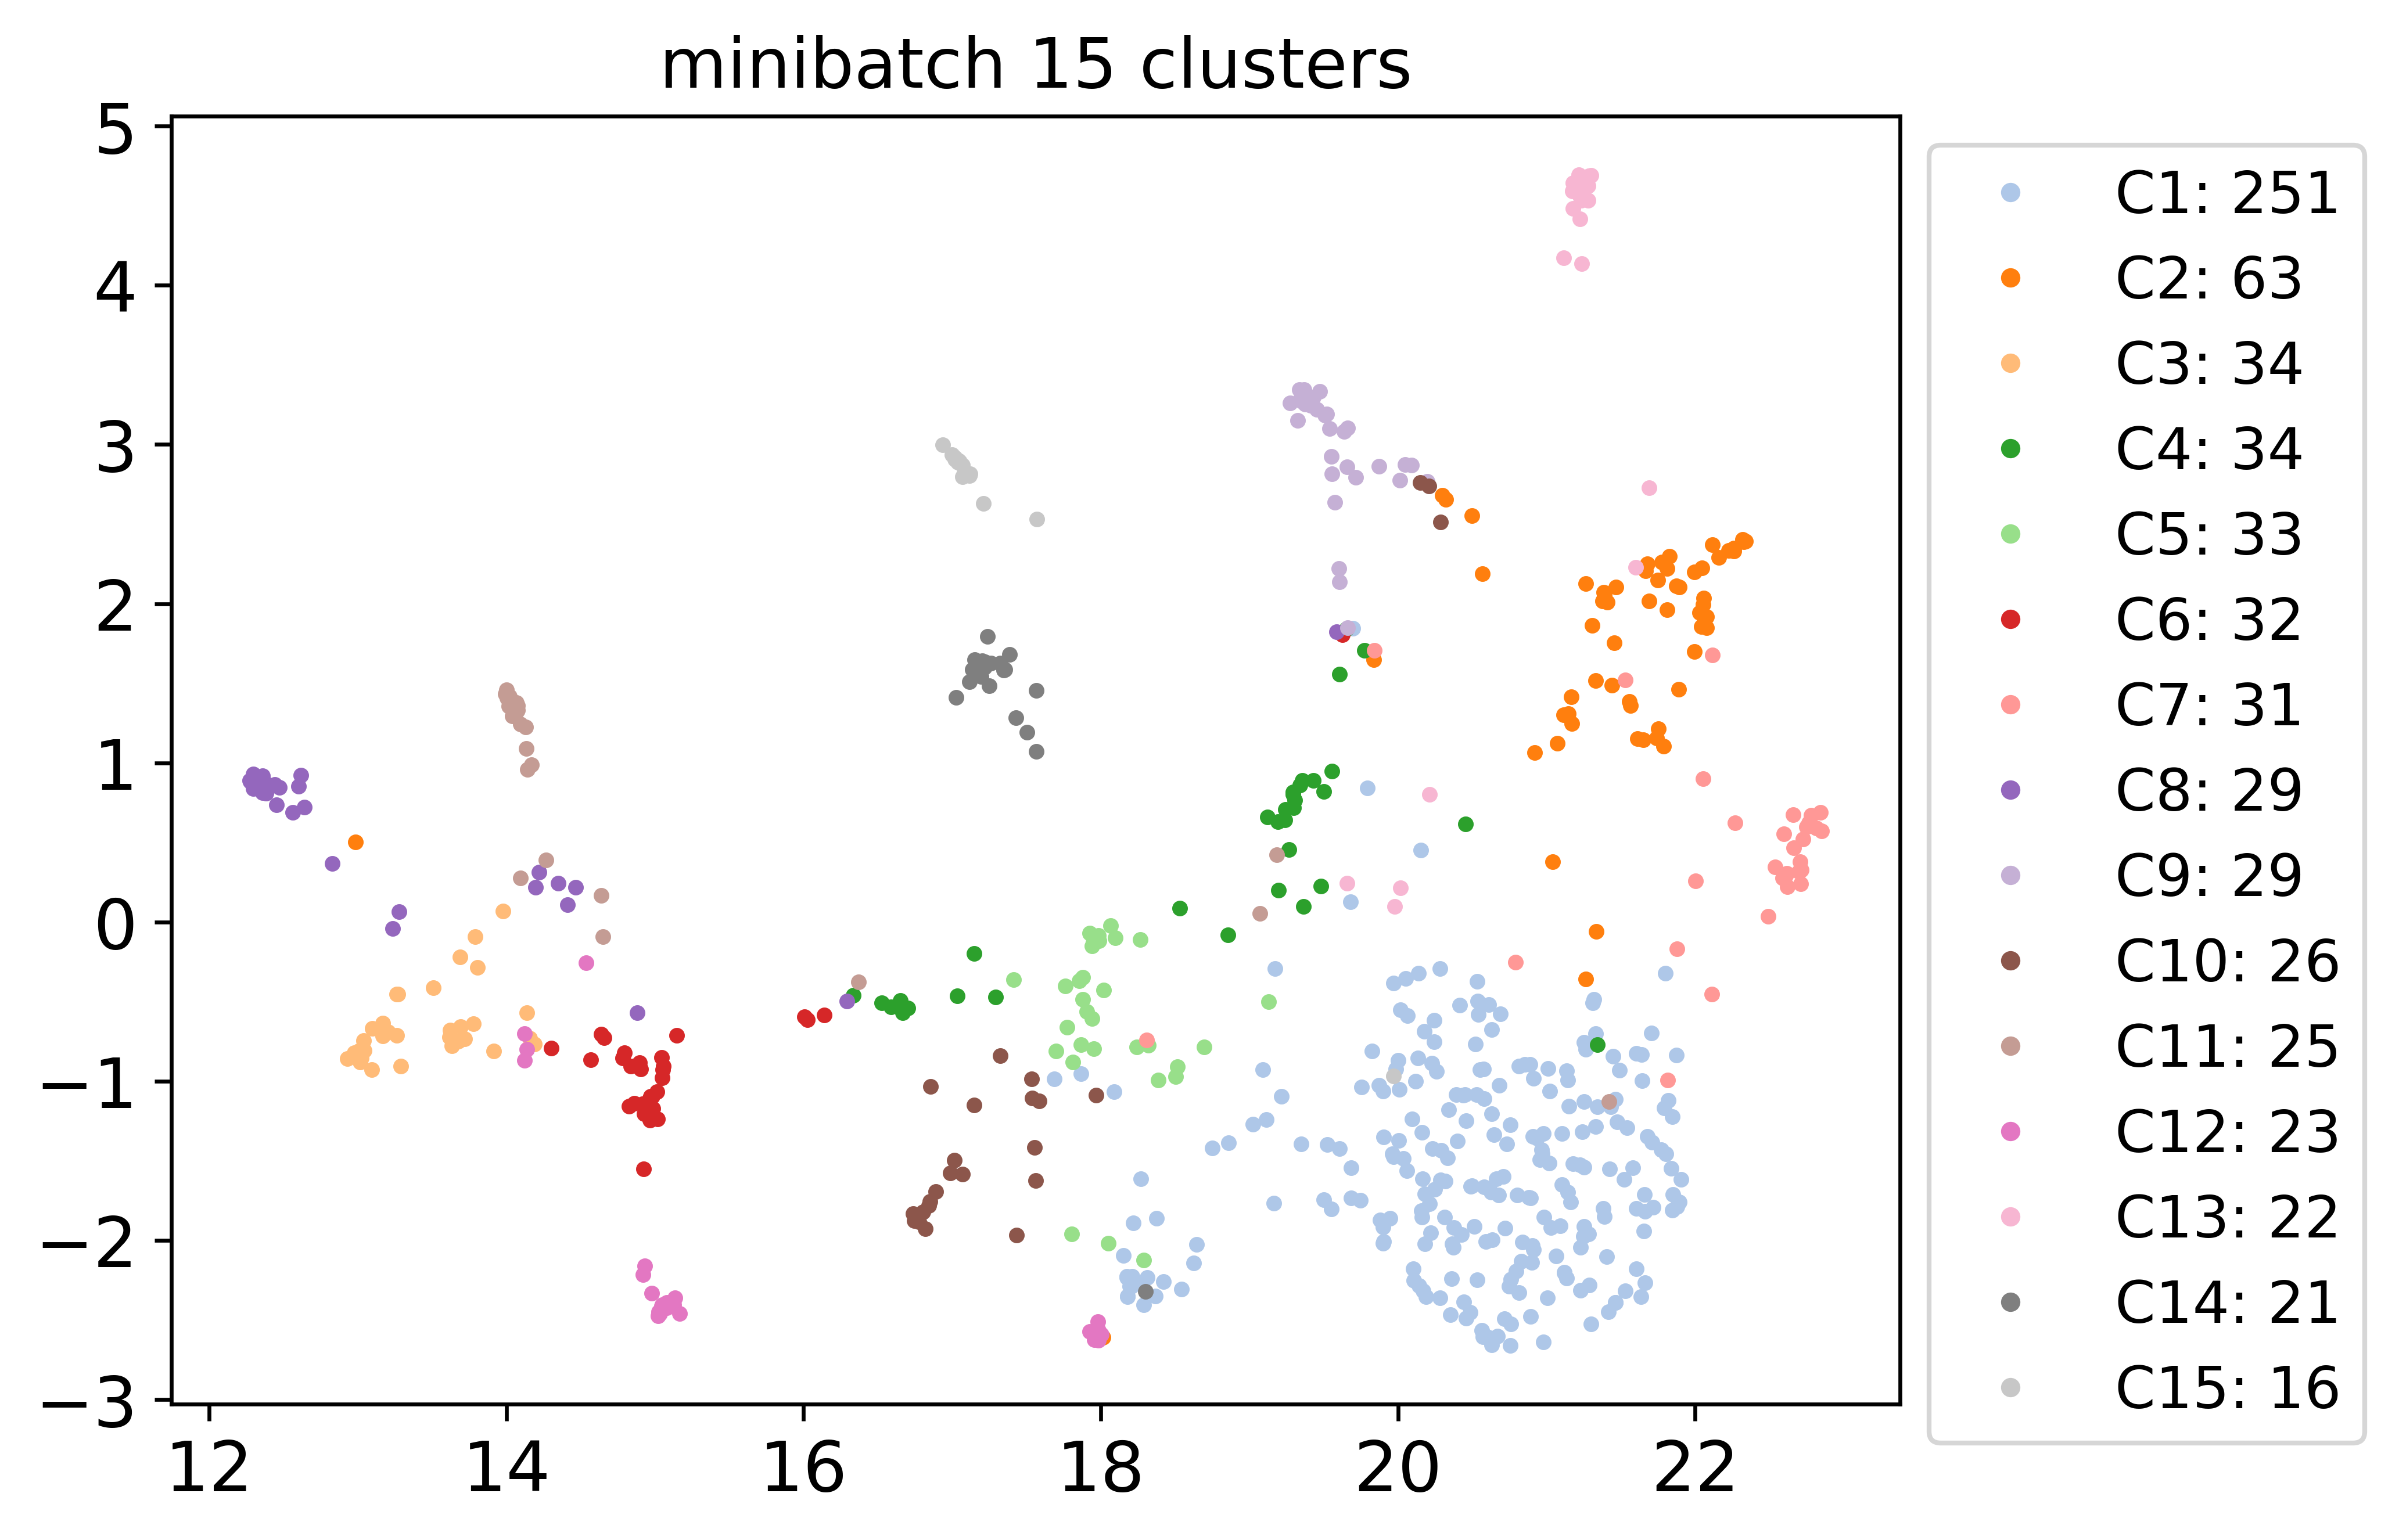 minibatch 15 clusters
5
4
3
2
1
0
−1
−2
−3
12 14 16 18 20 22
C1: 251
C2: 63
C3: 34
C4: 34
C5: 33
C6: 32
C7: 31
C8: 29
C9: 29
C10: 26
C11: 25
C12: 23
C13: 22
C14: 21
C15: 16